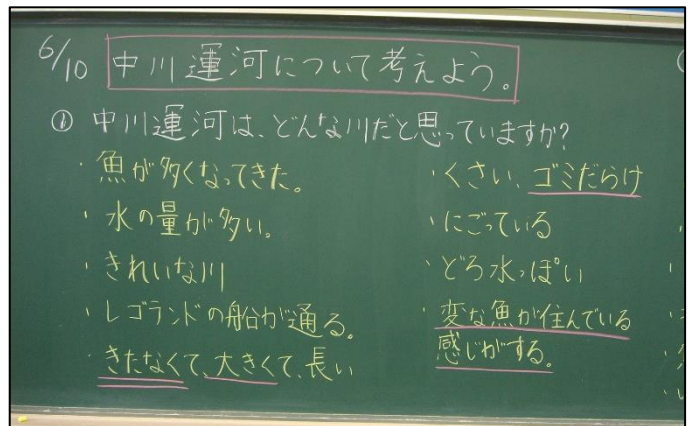 6/10 中川運河について考えよう。
① 中川運河は、どんな川だと思っていますか?
・魚が多くなってきた。
・水の量が多い。
・きれいな川
・レゴランドの船が通る。
・きたなくて、大きくて、長い
・くさい、ゴミだらけ
・にごっている
・どろ水っぽい
・変な魚が住んでいる
感じがする。